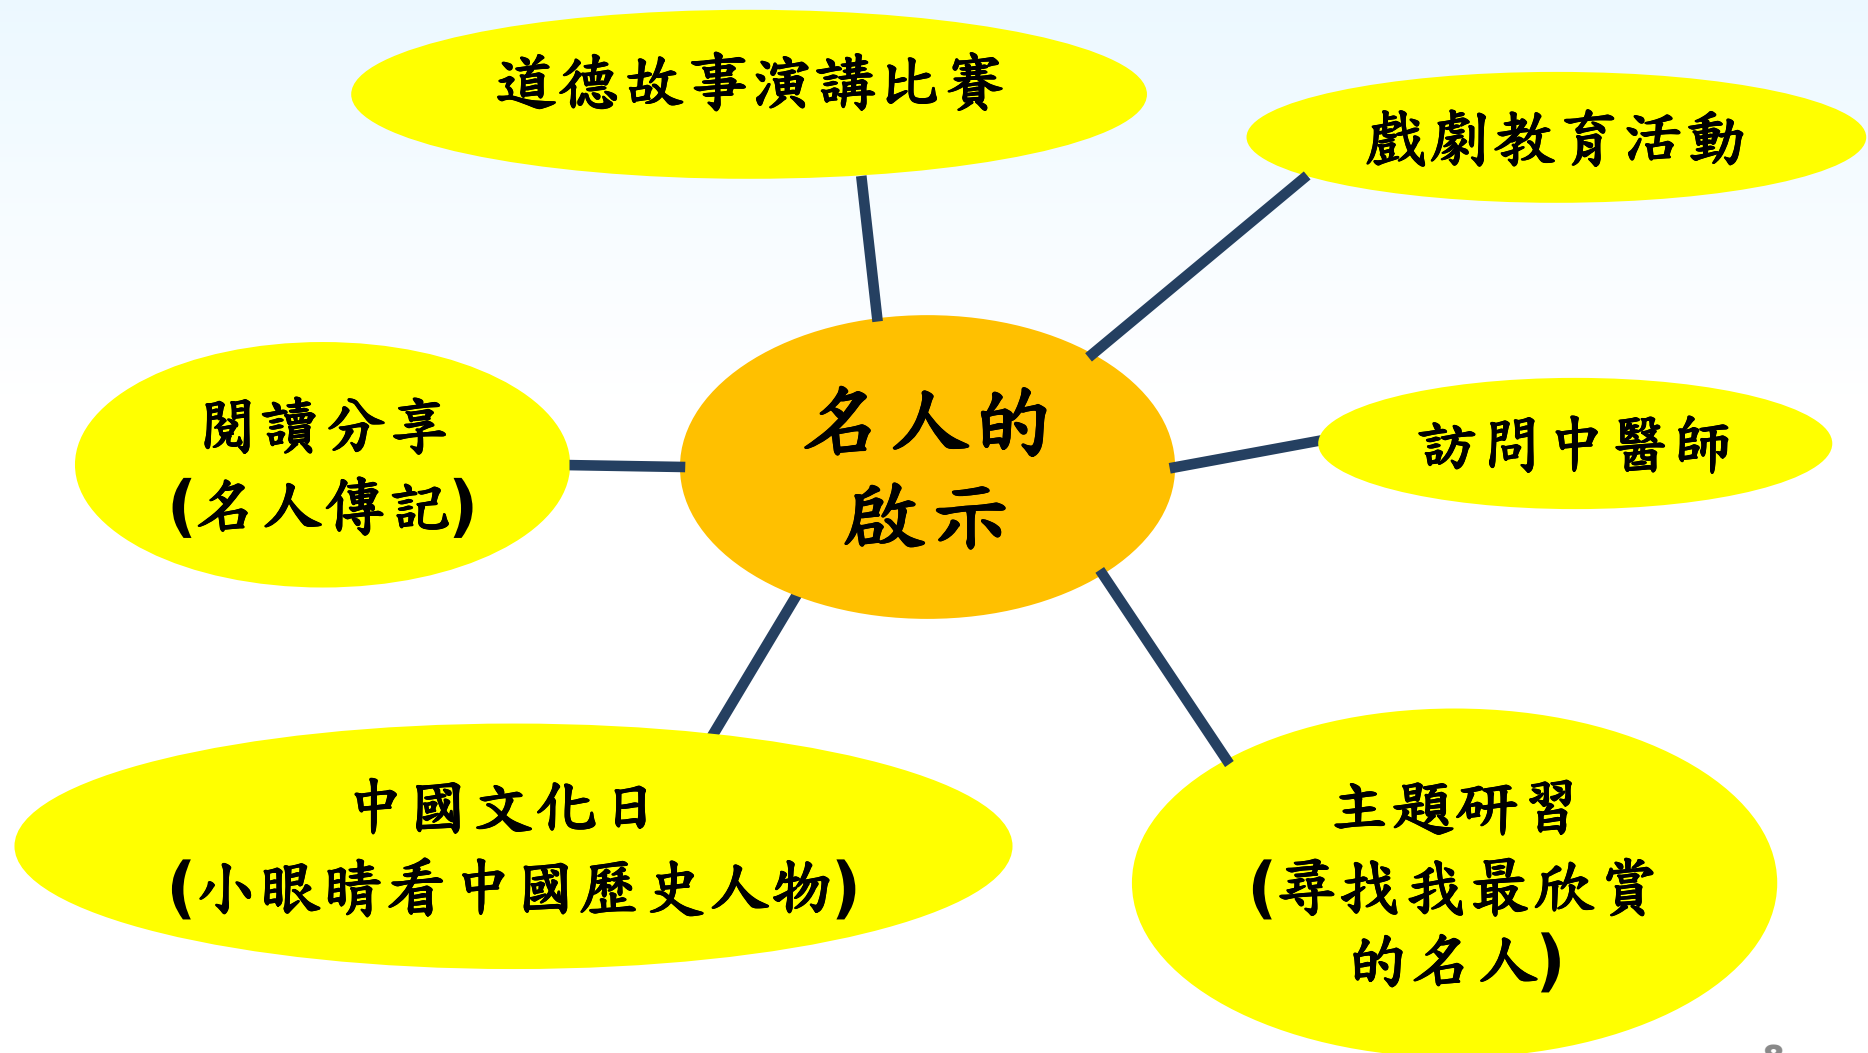 道德故事演講比賽
戲劇教育活動
閱讀分享
(名人傳記)
名人的
啟示
訪問中醫師
中國文化日
(小眼睛看中國歷史人物)
主題研習
(尋找我最欣賞
的名人)